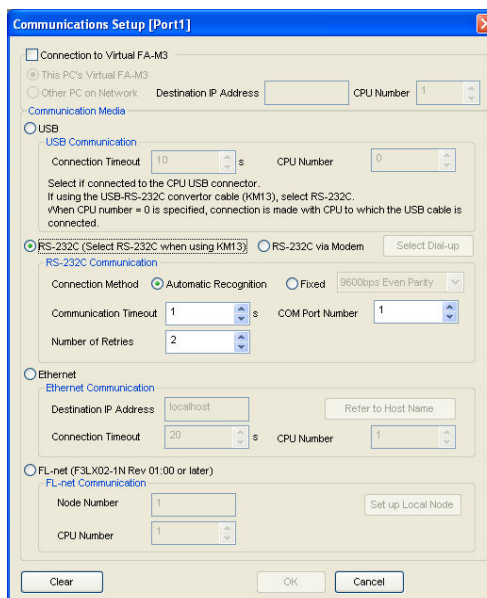 Communications Setup [Port1]
Connection to Virtual FA-M3
This PC's Virtual FA-M3
Other PC on Network Destination IP Address CPU Number 1
Communication Media
USB
USB Communication
Connection Timeout 10 s CPU Number 0
Select if connected to the CPU USB connector.
If using the USB-RS-232C convertor cable (KM13), select RS-232C.
When CPU number = 0 is specified, connection is made with CPU to which the USB cable is
connected.
RS-232C (Select RS-232C when using KM13) RS-232C via Modem Select Dial-up
RS-232C Communication
Connection Method Automatic Recognition Fixed 9600bps Even Parity
Communication Timeout 1 s COM Port Number 1
Number of Retries 2
Ethernet
Ethernet Communication
Destination IP Address localhost Refer to Host Name
Connection Timeout 20 s CPU Number 1
FL-net (F3LX02-1N Rev 01:00 or later)
FL-net Communication
Node Number 1 Set up Local Node
CPU Number 1
Clear OK Cancel